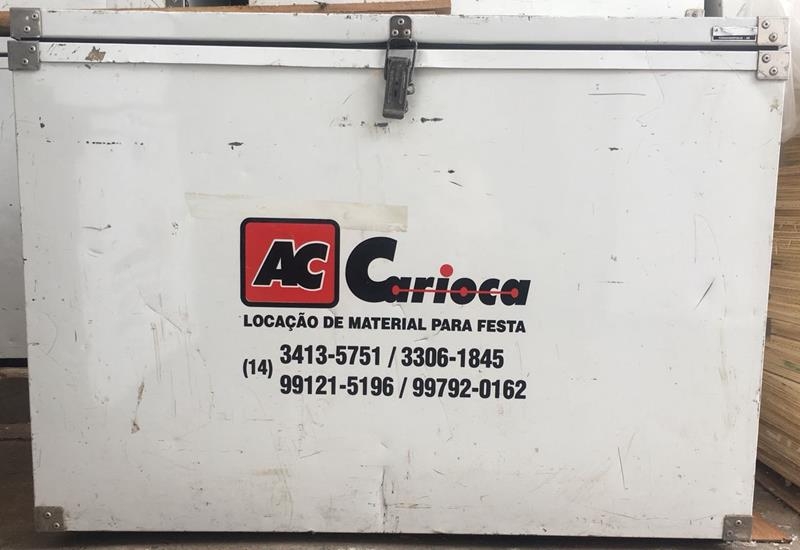 AC Carioca
LOCAÇÃO DE MATERIAL PARA FESTA
(14) 3413-5751 / 3306-1845
99121-5196 / 99792-0162